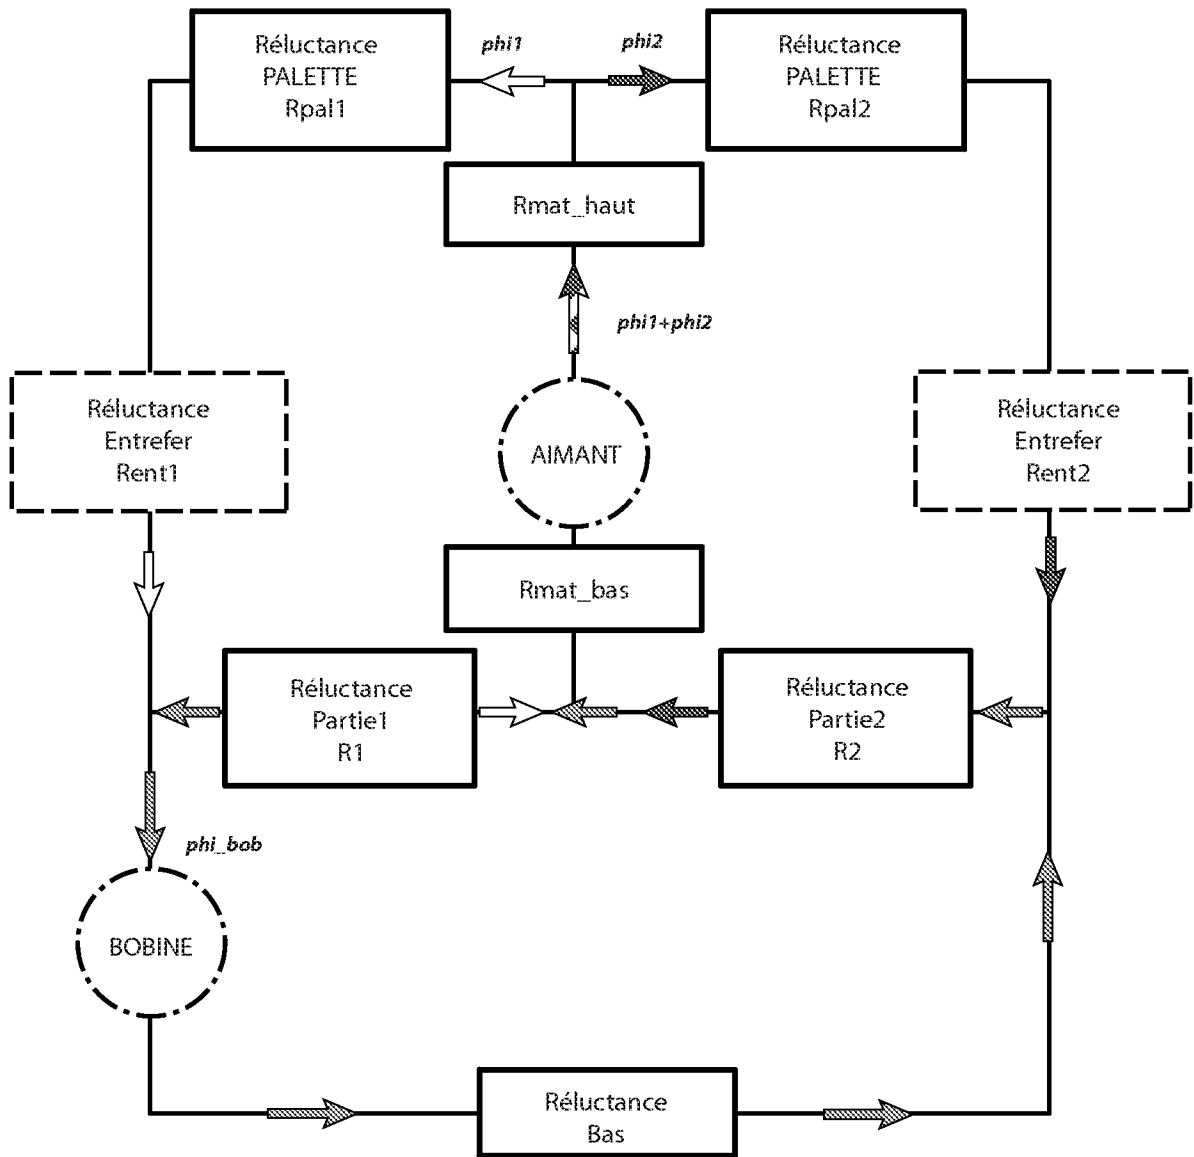 Réluctance
PALETTE
Rpal1
phi1
phi2
Réluctance
PALETTE
Rpal2
Rmat_haut
phi1+phi2
Réluctance
Entrefer
Rent1
AIMANT
Réluctance
Entrefer
Rent2
Rmat_bas
Réluctance
Partie1
R1
Réluctance
Partie2
R2
phi_bob
BOBINE
Réluctance
Bas